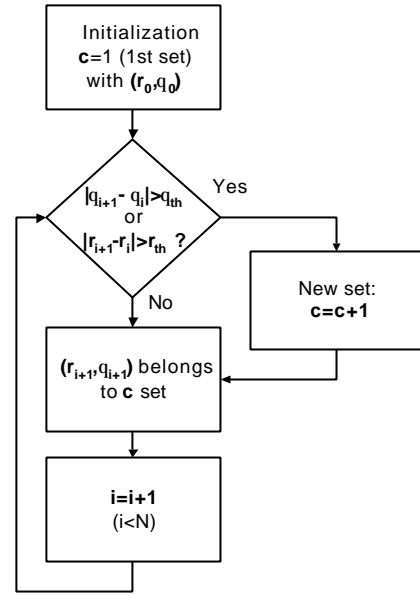 Initialization
c=1 (1st set)
with (r0,q0)
|qi+1- qi|>qth
or
|ri+1-ri|>rth ?
Yes
No
New set:
c=c+1
(ri+1,qi+1) belongs
to c set
i=i+1
(i<N)